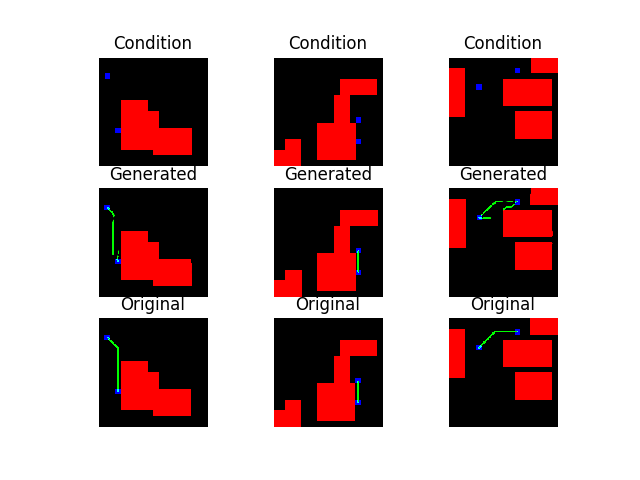 Condition
Condition
Condition
Generated
Generated
Generated
Original
Original
Original